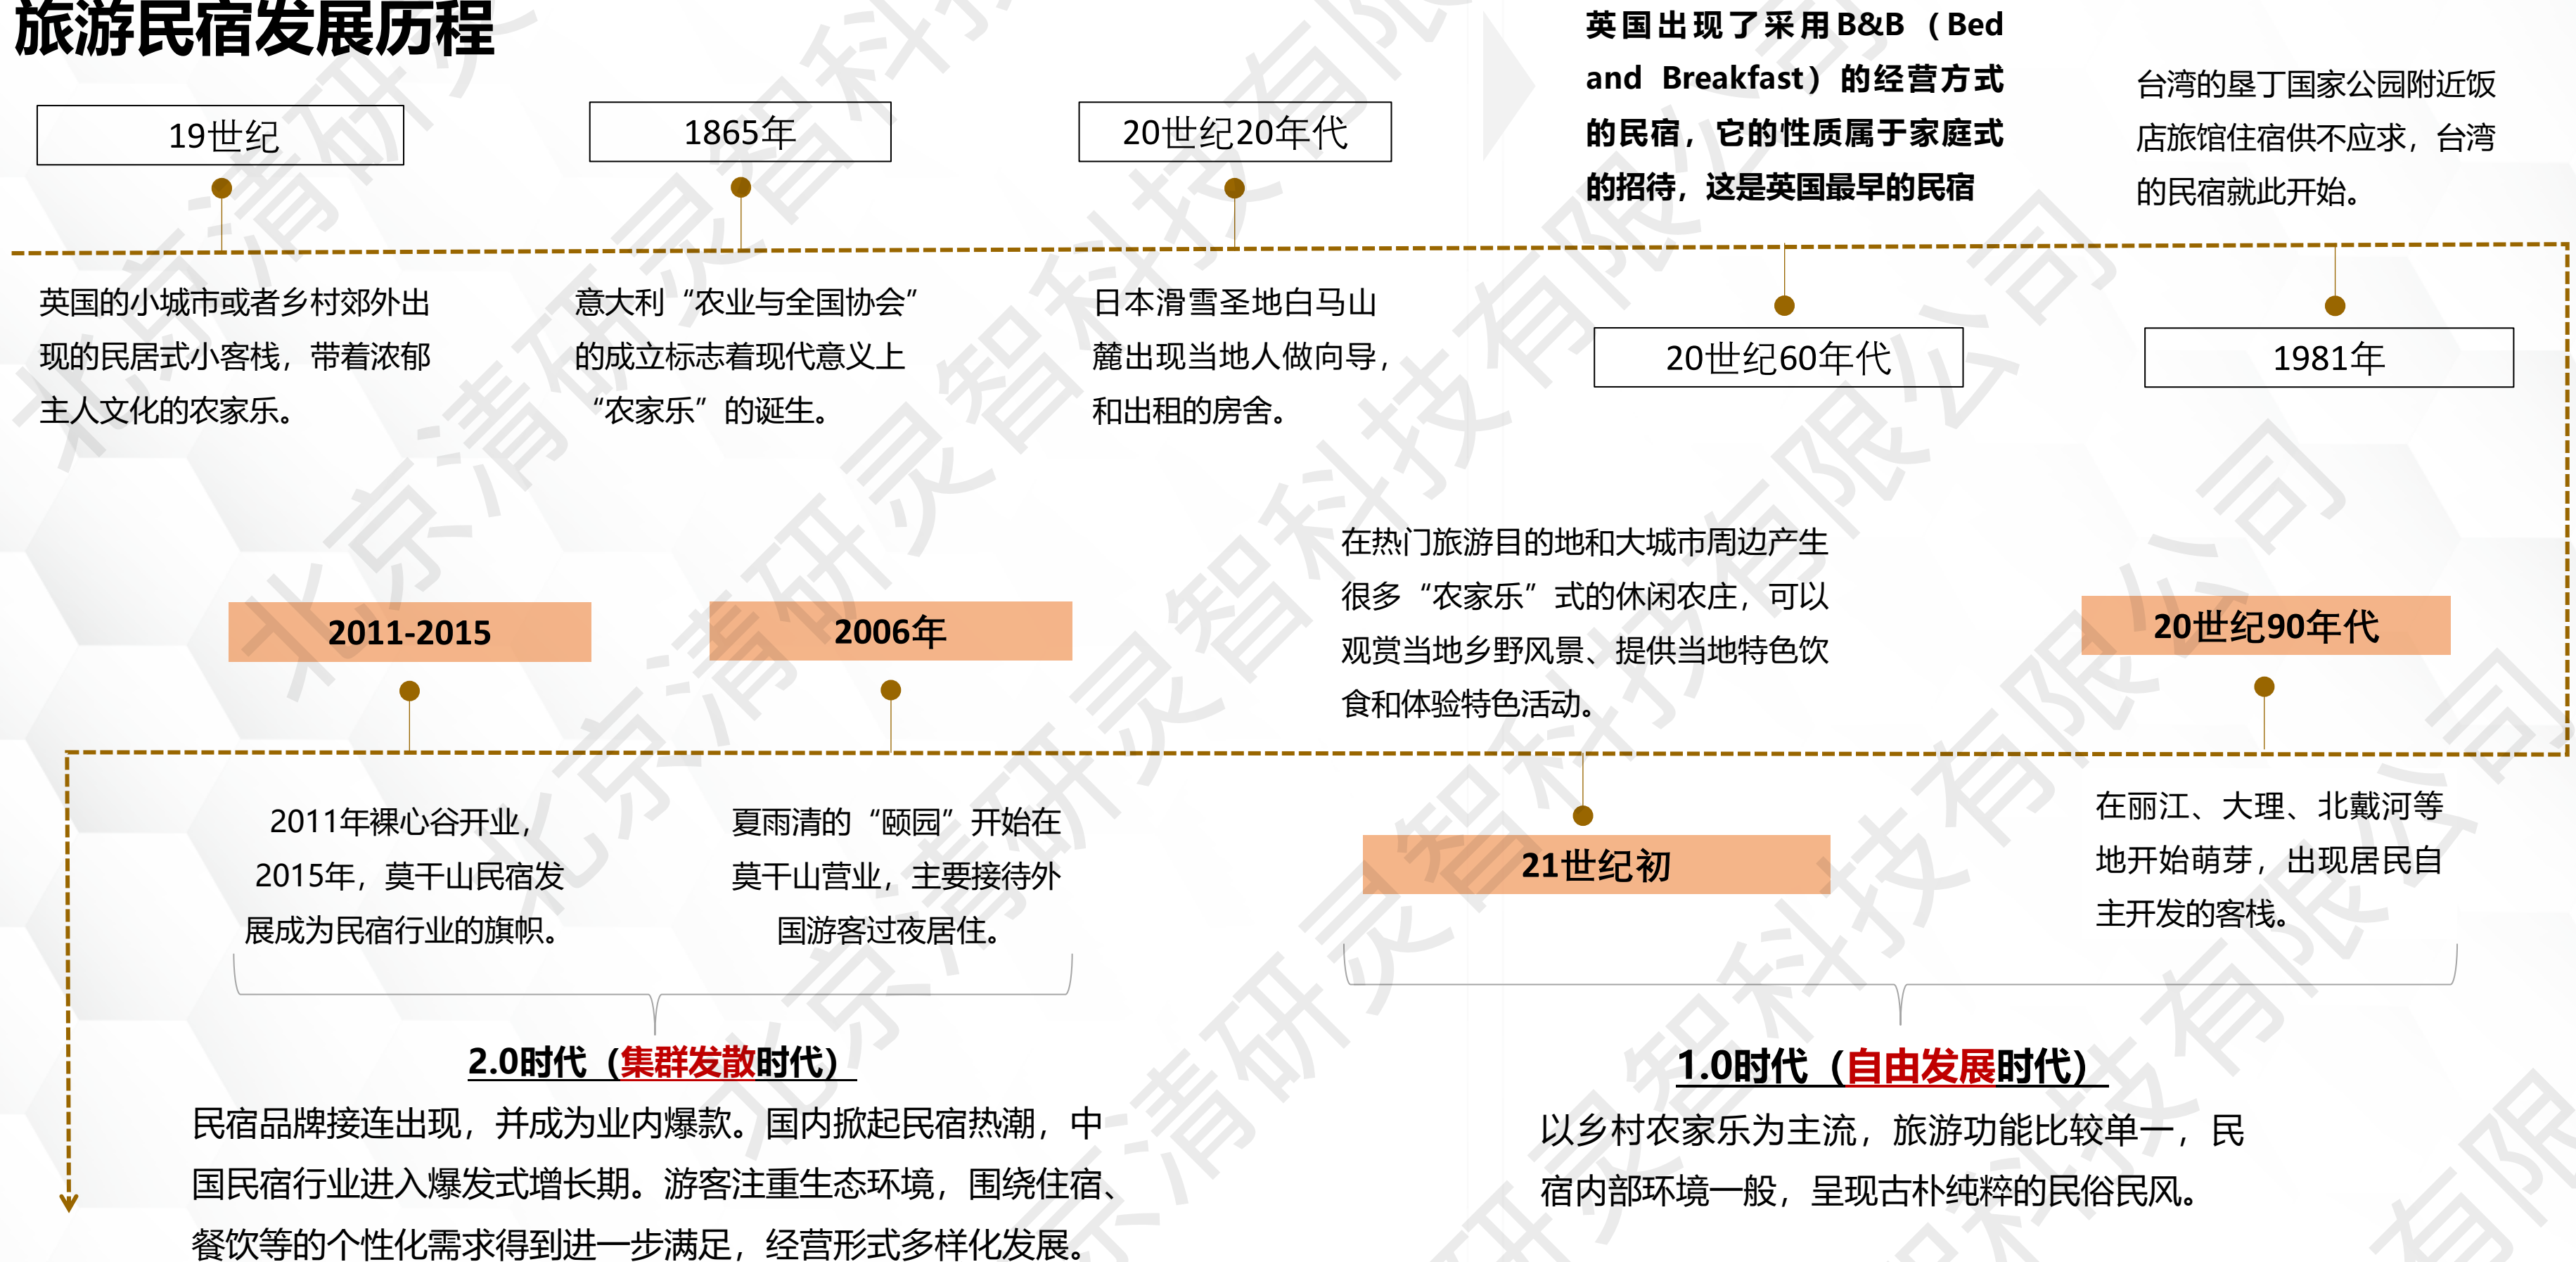 旅游民宿发展历程
19世纪
英国的小城市或者乡村郊外出
现的民居式小客栈，带着浓郁
主人文化的农家乐。
1865年
意大利“农业与全国协会”
的成立标志着现代意义上
“农家乐”的诞生。
20世纪20年代
日本滑雪圣地白马山
麓出现当地人做向导，
和出租的房舍。
英国出现了采用B&B（Bed
and Breakfast）的经营方式
的民宿，它的性质属于家庭式
的招待，这是英国最早的民宿
20世纪60年代
台湾的垦丁国家公园附近饭
店旅馆住宿供不应求，台湾
的民宿就此开始。
1981年
20世纪90年代
在丽江、大理、北戴河等
地开始萌芽，出现居民自
主开发的客栈。
在热门旅游目的地和大城市周边产生
很多“农家乐”式的休闲农庄，可以
观赏当地乡野风景、提供当地特色饮
食和体验特色活动。
21世纪初
2006年
夏雨清的“颐园”开始在
莫干山营业，主要接待外
国游客过夜居住。
2011-2015
2011年裸心谷开业，
2015年，莫干山民宿发
展成为民宿行业的旗帜。
1.0时代（自由发展时代）
以乡村农家乐为主流，旅游功能比较单一，民
宿内部环境一般，呈现古朴纯粹的民俗民风。
2.0时代（集群发散时代）
民宿品牌接连出现，并成为业内爆款。国内掀起民宿热潮，中
国民宿行业进入爆发式增长期。游客注重生态环境，围绕住宿、
餐饮等的个性化需求得到进一步满足，经营形式多样化发展。
北京清研灵智科技有限公司